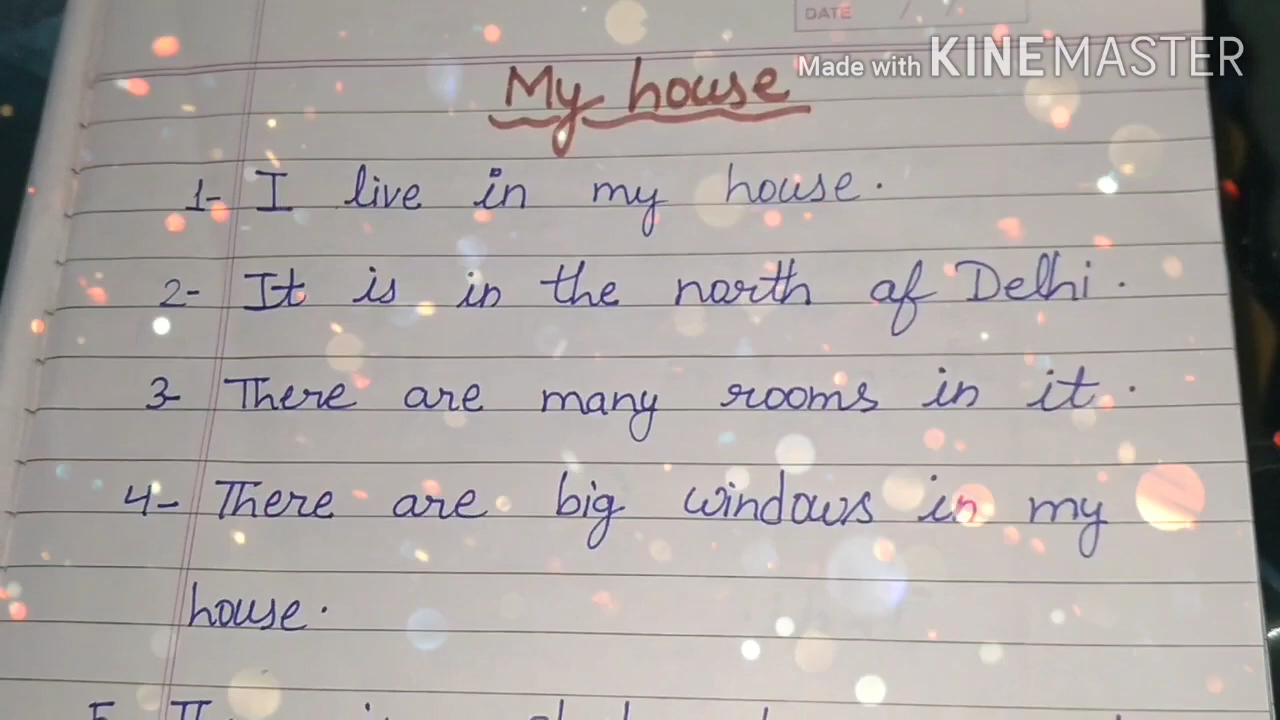 DATE / /
Made with KINEMASTER
My house
1- I live in my house.
2- It is in the north of Delhi.
3- There are many rooms in it.
4- There are big windows in my
house.
5